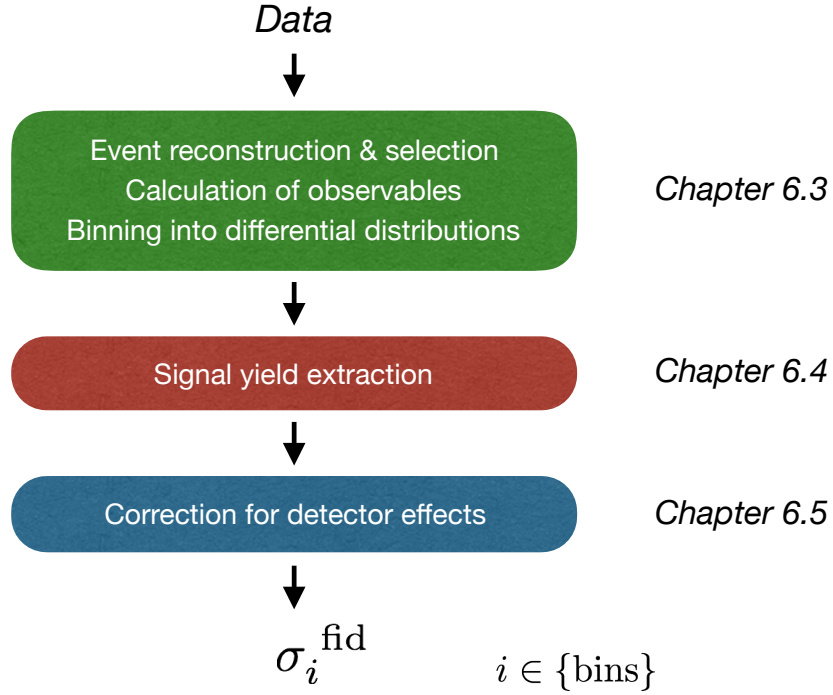 Data
Event reconstruction & selection
Calculation of observables
Binning into differential distributions
Chapter 6.3
Signal yield extraction
Chapter 6.4
Correction for detector effects
Chapter 6.5
σᵢ^fid
i ∈ {bins}